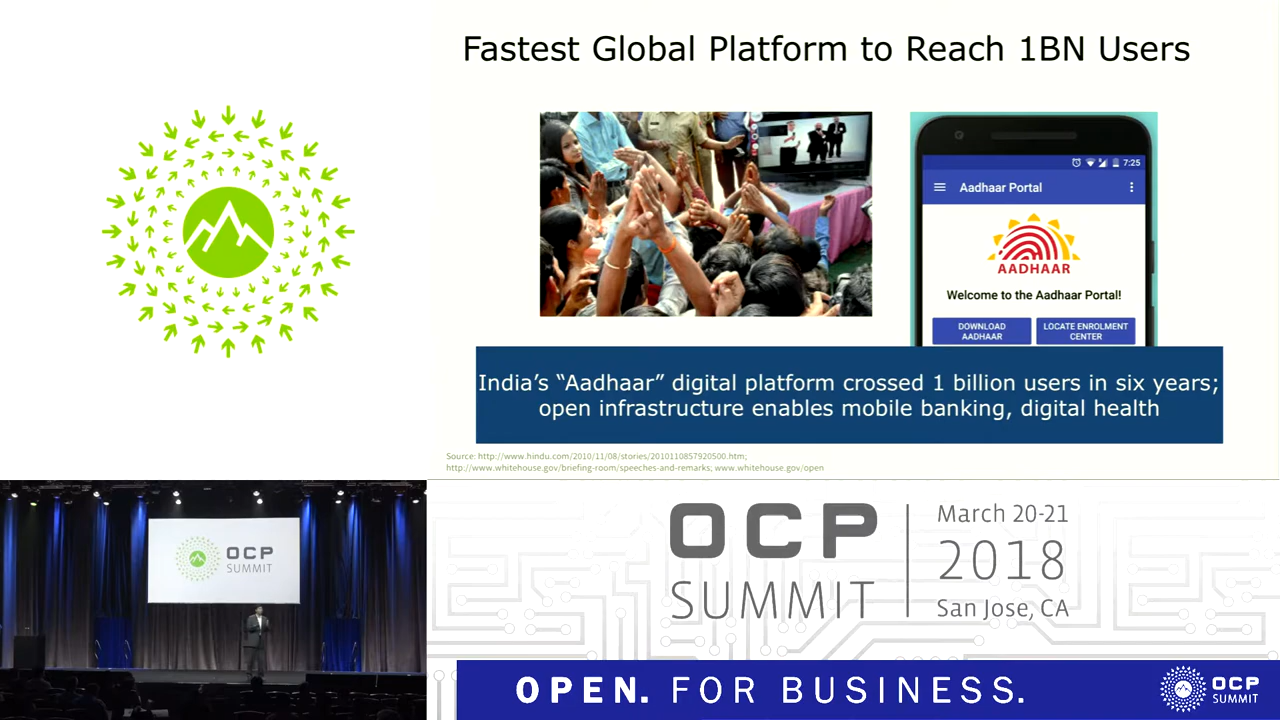 Fastest Global Platform to Reach 1BN Users
7:25
Aadhaar Portal
AADHAAR
Welcome to the Aadhaar Portal!
DOWNLOAD
AADHAAR
LOCATE ENROLMENT
CENTER
India’s “Aadhaar” digital platform crossed 1 billion users in six years;
open infrastructure enables mobile banking, digital health
Source: http://www.hindu.com/2010/11/08/stories/2010110857920500.htm;
http://www.whitehouse.gov/briefing-room/speeches-and-remarks; www.whitehouse.gov/open
OCP
SUMMIT
OCP
SUMMIT
March 20-21
2018
San Jose, CA
OPEN. FOR BUSINESS.
OCP
SUMMIT